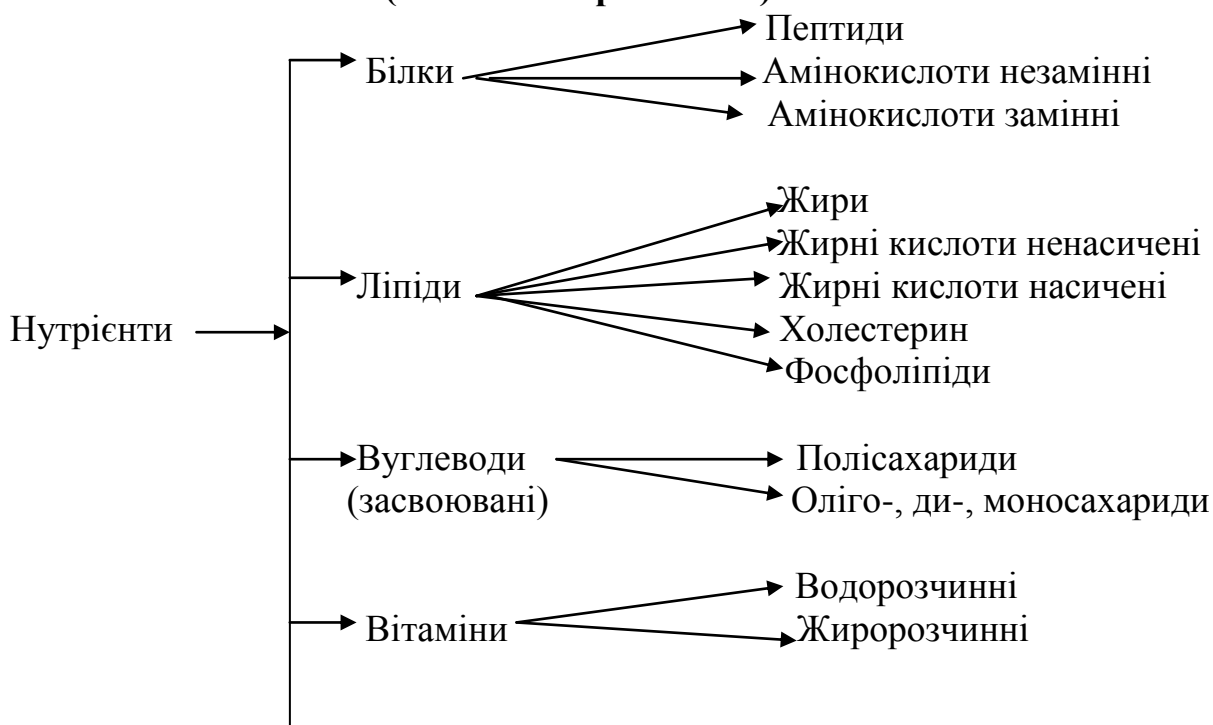 Пептиди
Білки
Амінокислоти незамінні
Амінокислоти замінні
Жири
Жирні кислоти ненасичені
Ліпіди
Жирні кислоти насичені
Нутрієнти
Холестерин
Фосфоліпіди
Вуглеводи
Полісахариди
(засвоювані)
Оліго-, ди-, моносахариди
Водорозчинні
Вітаміни
Жиророзчинні